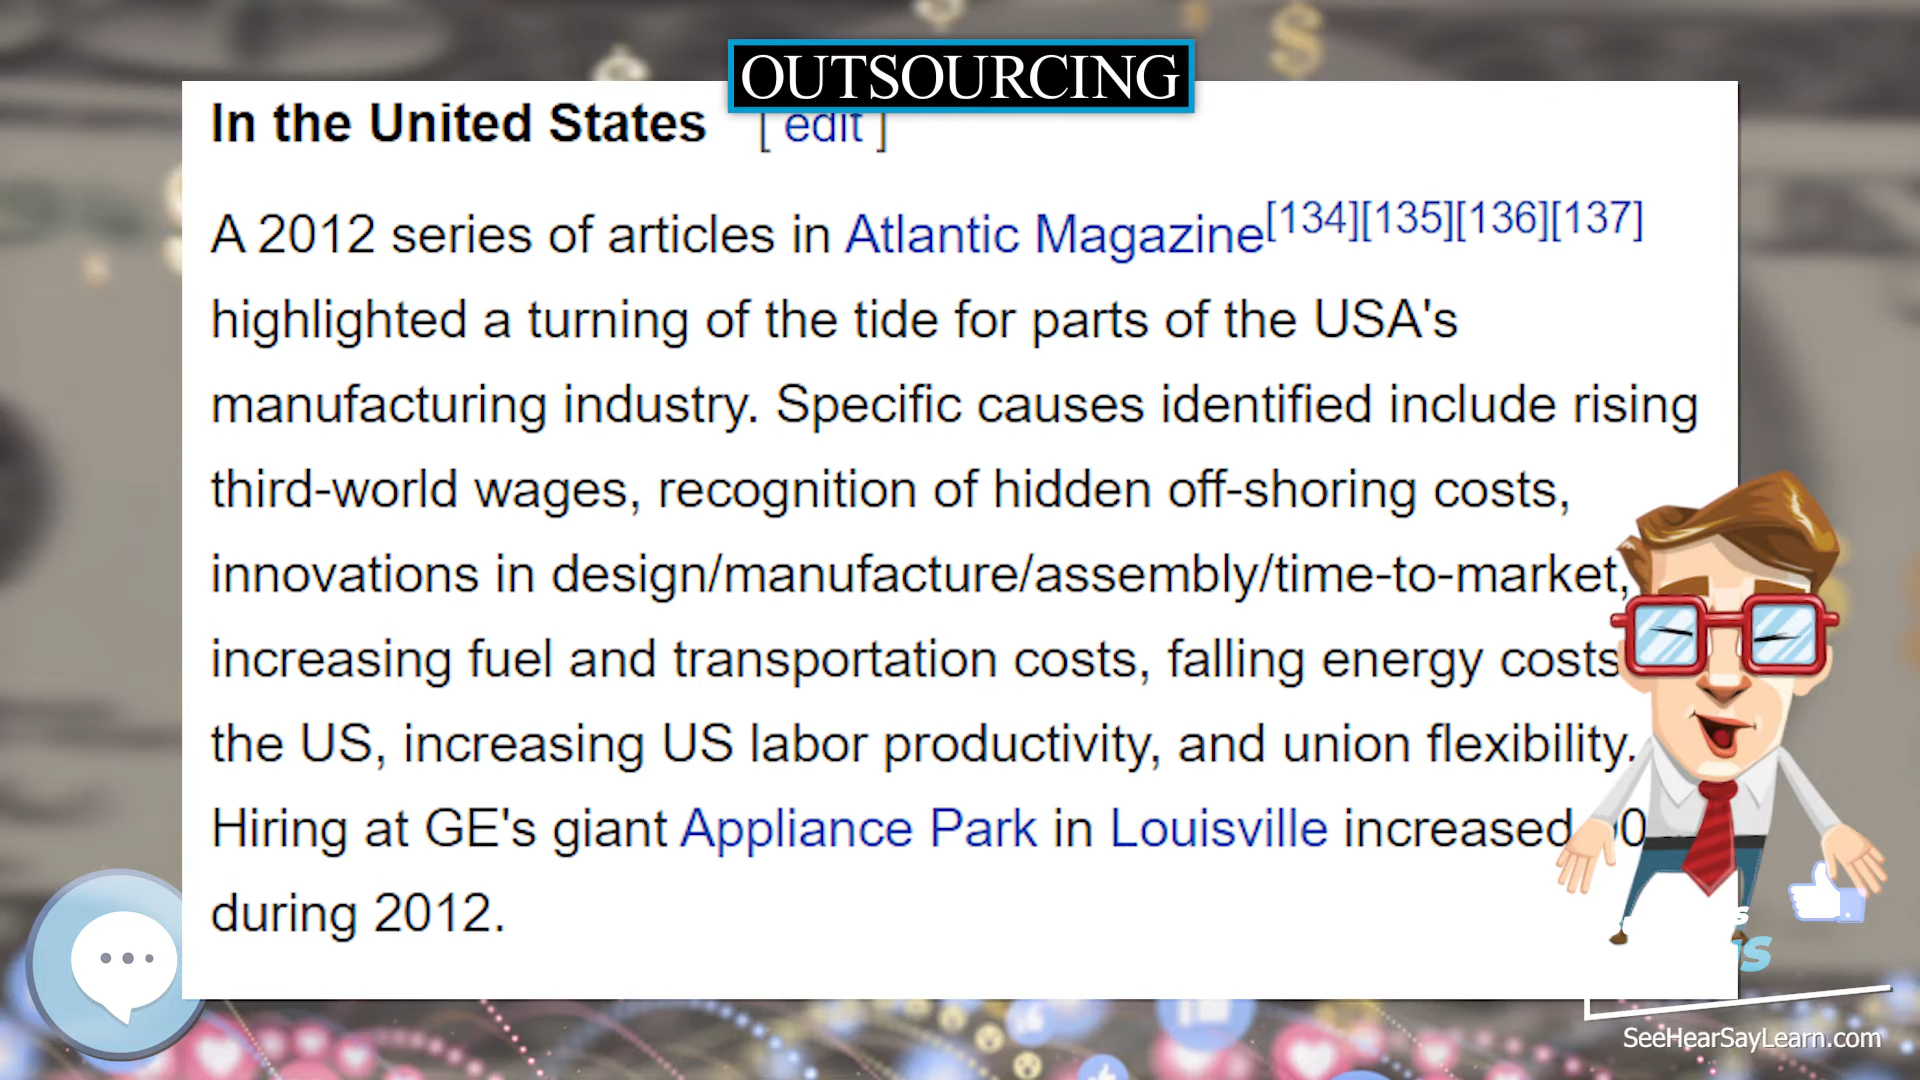 OUTSOURCING
In the United States [ edit ]
A 2012 series of articles in Atlantic Magazine[134][135][136][137]
highlighted a turning of the tide for parts of the USA's
manufacturing industry. Specific causes identified include rising
third-world wages, recognition of hidden off-shoring costs,
innovations in design/manufacture/assembly/time-to-market,
increasing fuel and transportation costs, falling energy costs
the US, increasing US labor productivity, and union flexibility.
Hiring at GE's giant Appliance Park in Louisville increased
during 2012.
SeeHearSayLearn.com